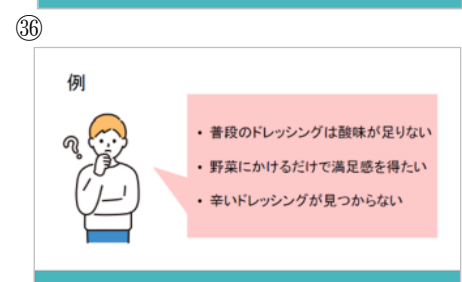 ㊱
例
?
• 普段のドレッシングは酸味が足りない
• 野菜にかけるだけで満足感を得たい
• 辛いドレッシングが見つからない